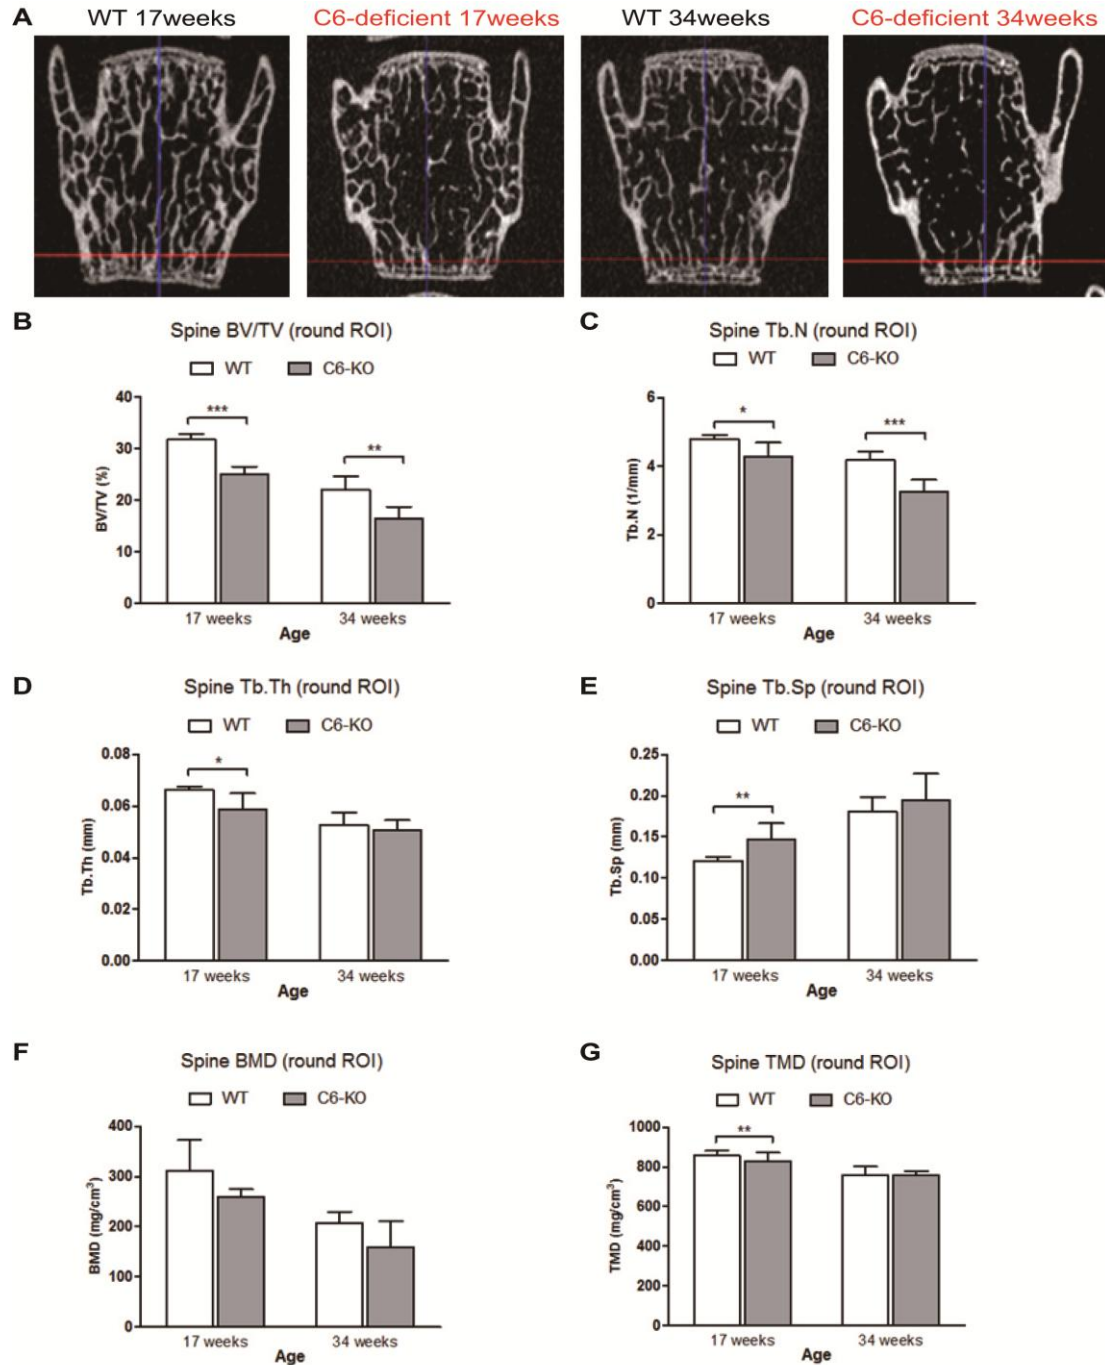 A
WT 17weeks C6-deficient 17weeks WT 34weeks C6-deficient 34weeks
B
Spine BV/TV (round ROI)
WT C6-KO
BV/TV (%)
40
30
20
10
0
***
**
17 weeks 34 weeks
Age
C
Spine Tb.N (round ROI)
WT C6-KO
Tb.N (1/mm)
6
4
2
0
*
***
17 weeks 34 weeks
Age
D
Spine Tb.Th (round ROI)
WT C6-KO
Tb.Th (mm)
0.08
0.06
0.04
0.02
0.00
*
17 weeks 34 weeks
Age
E
Spine Tb.Sp (round ROI)
WT C6-KO
Tb.Sp (mm)
0.25
0.20
0.15
0.10
0.05
0.00
**
17 weeks 34 weeks
Age
F
Spine BMD (round ROI)
WT C6-KO
BMD (mg/cm³)
400
300
200
100
0
17 weeks 34 weeks
Age
G
Spine TMD (round ROI)
WT C6-KO
TMD (mg/cm³)
1000
800
600
400
200
0
**
17 weeks 34 weeks
Age